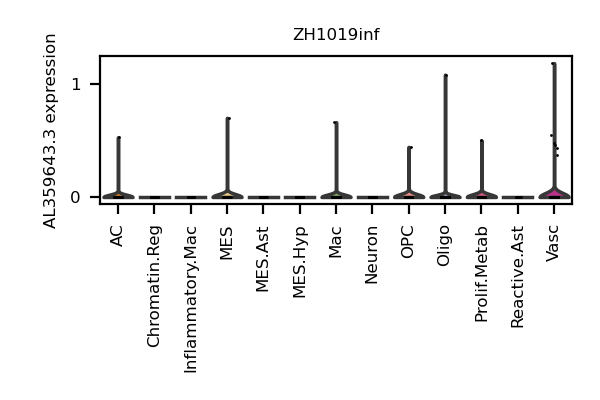 ZH1019inf
AL359643.3 expression
1
0
AC
Chromatin.Reg
Inflammatory.Mac
MES
MES.Ast
MES.Hyp
Mac
Neuron
OPC
Oligo
Prolif.Metab
Reactive.Ast
Vasc